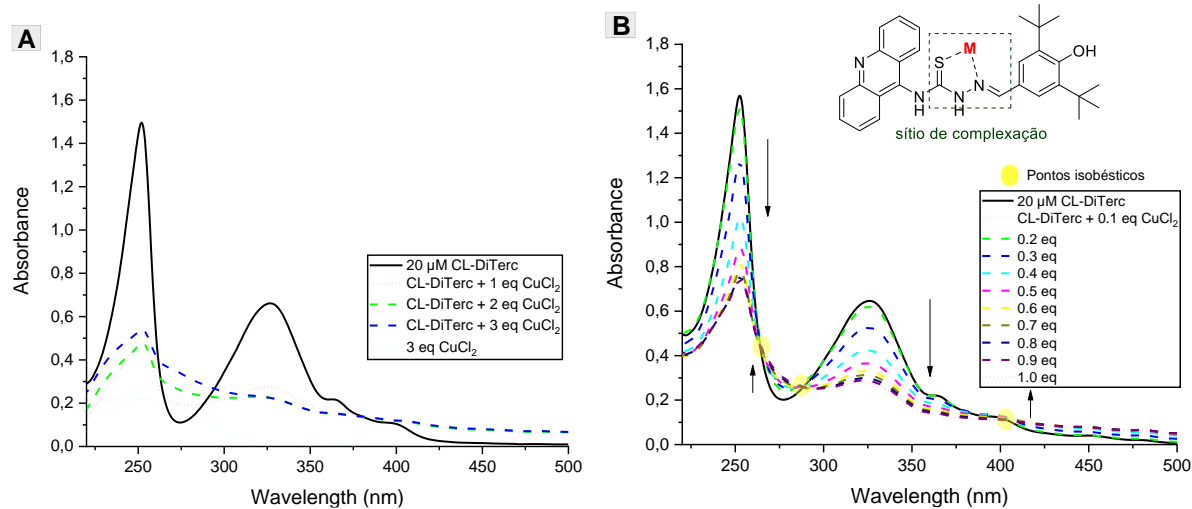 A
1,8
1,6
1,4
1,2
1,0
0,8
0,6
0,4
0,2
0,0
Absorbance
250 300 350 400 450 500
Wavelength (nm)
20 µM CL-DiTerc
CL-DiTerc + 1 eq CuCl2
CL-DiTerc + 2 eq CuCl2
CL-DiTerc + 3 eq CuCl2
3 eq CuCl2
B
1,8
1,6
1,4
1,2
1,0
0,8
0,6
0,4
0,2
0,0
Absorbance
250 300 350 400 450 500
Wavelength (nm)
M
N
S
N
H
N
H
N
OH
sítio de complexação
Pontos isobésticos
20 µM CL-DiTerc
CL-DiTerc + 0.1 eq CuCl2
0.2 eq
0.3 eq
0.4 eq
0.5 eq
0.6 eq
0.7 eq
0.8 eq
0.9 eq
1.0 eq